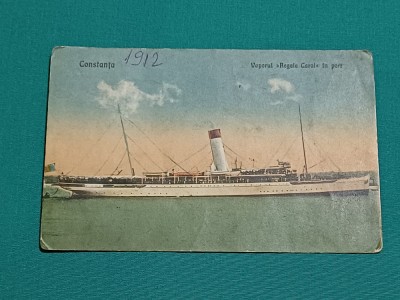 Constanța
1912
Vaporul «Regele Carol» în port